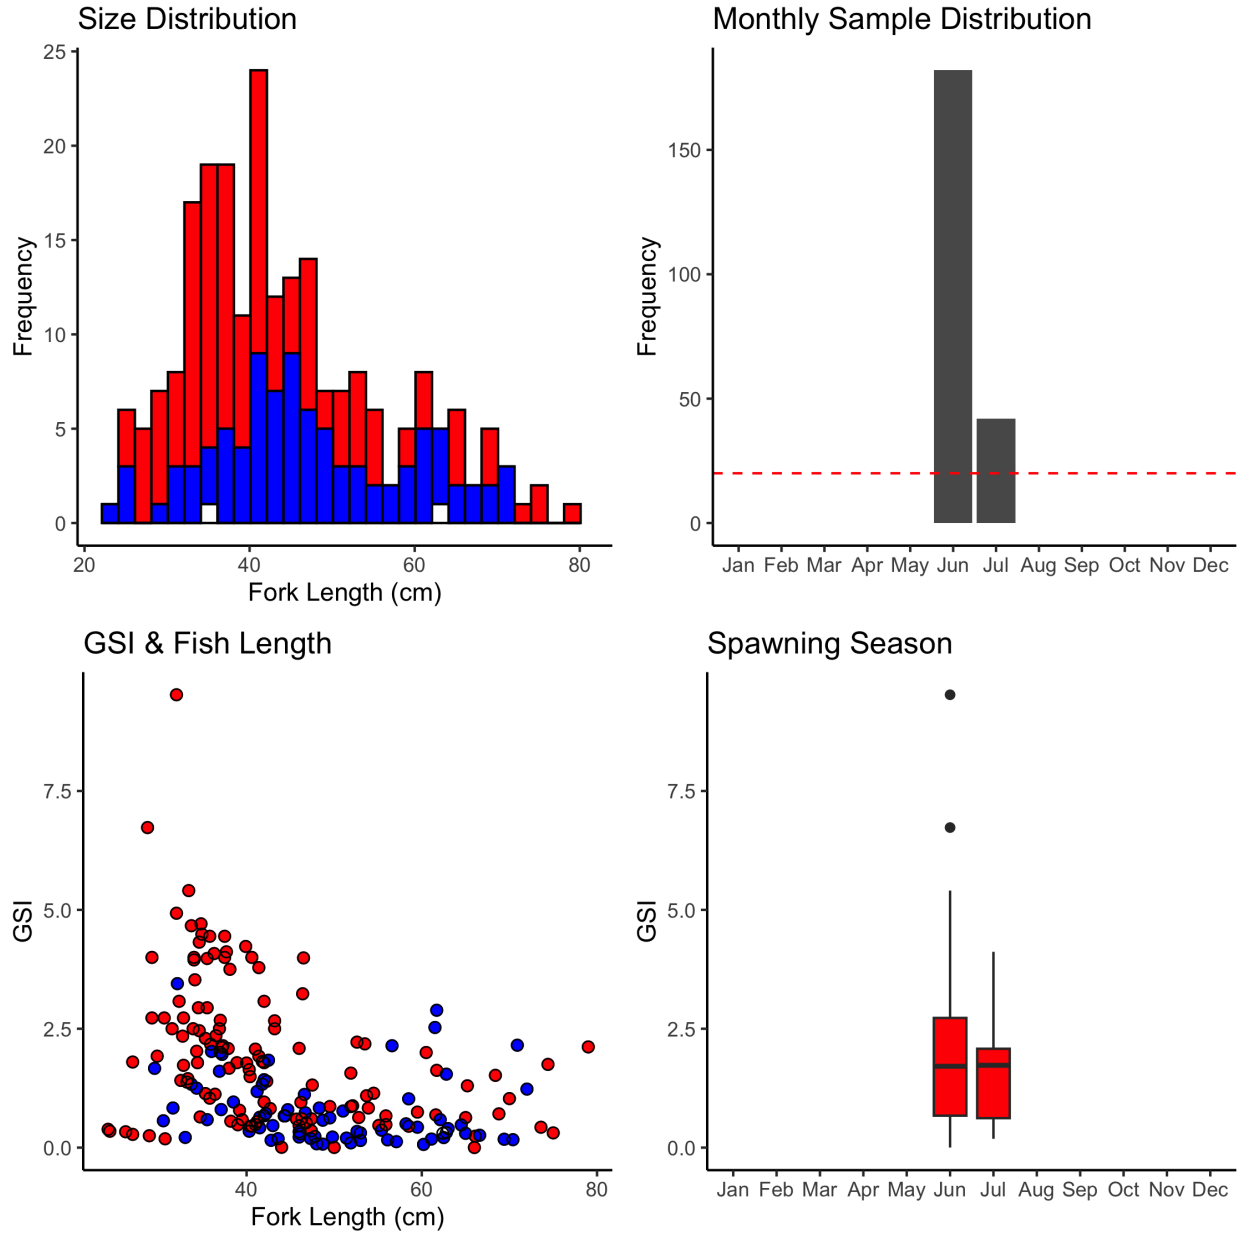 Size Distribution
Frequency
25
20
15
10
5
0
20 40 60 80
Fork Length (cm)
Monthly Sample Distribution
Frequency
150
100
50
0
Jan Feb Mar Apr May Jun Jul Aug Sep Oct Nov Dec
GSI & Fish Length
GSI
7.5
5.0
2.5
0.0
40 60 80
Fork Length (cm)
Spawning Season
GSI
7.5
5.0
2.5
0.0
Jan Feb Mar Apr May Jun Jul Aug Sep Oct Nov Dec